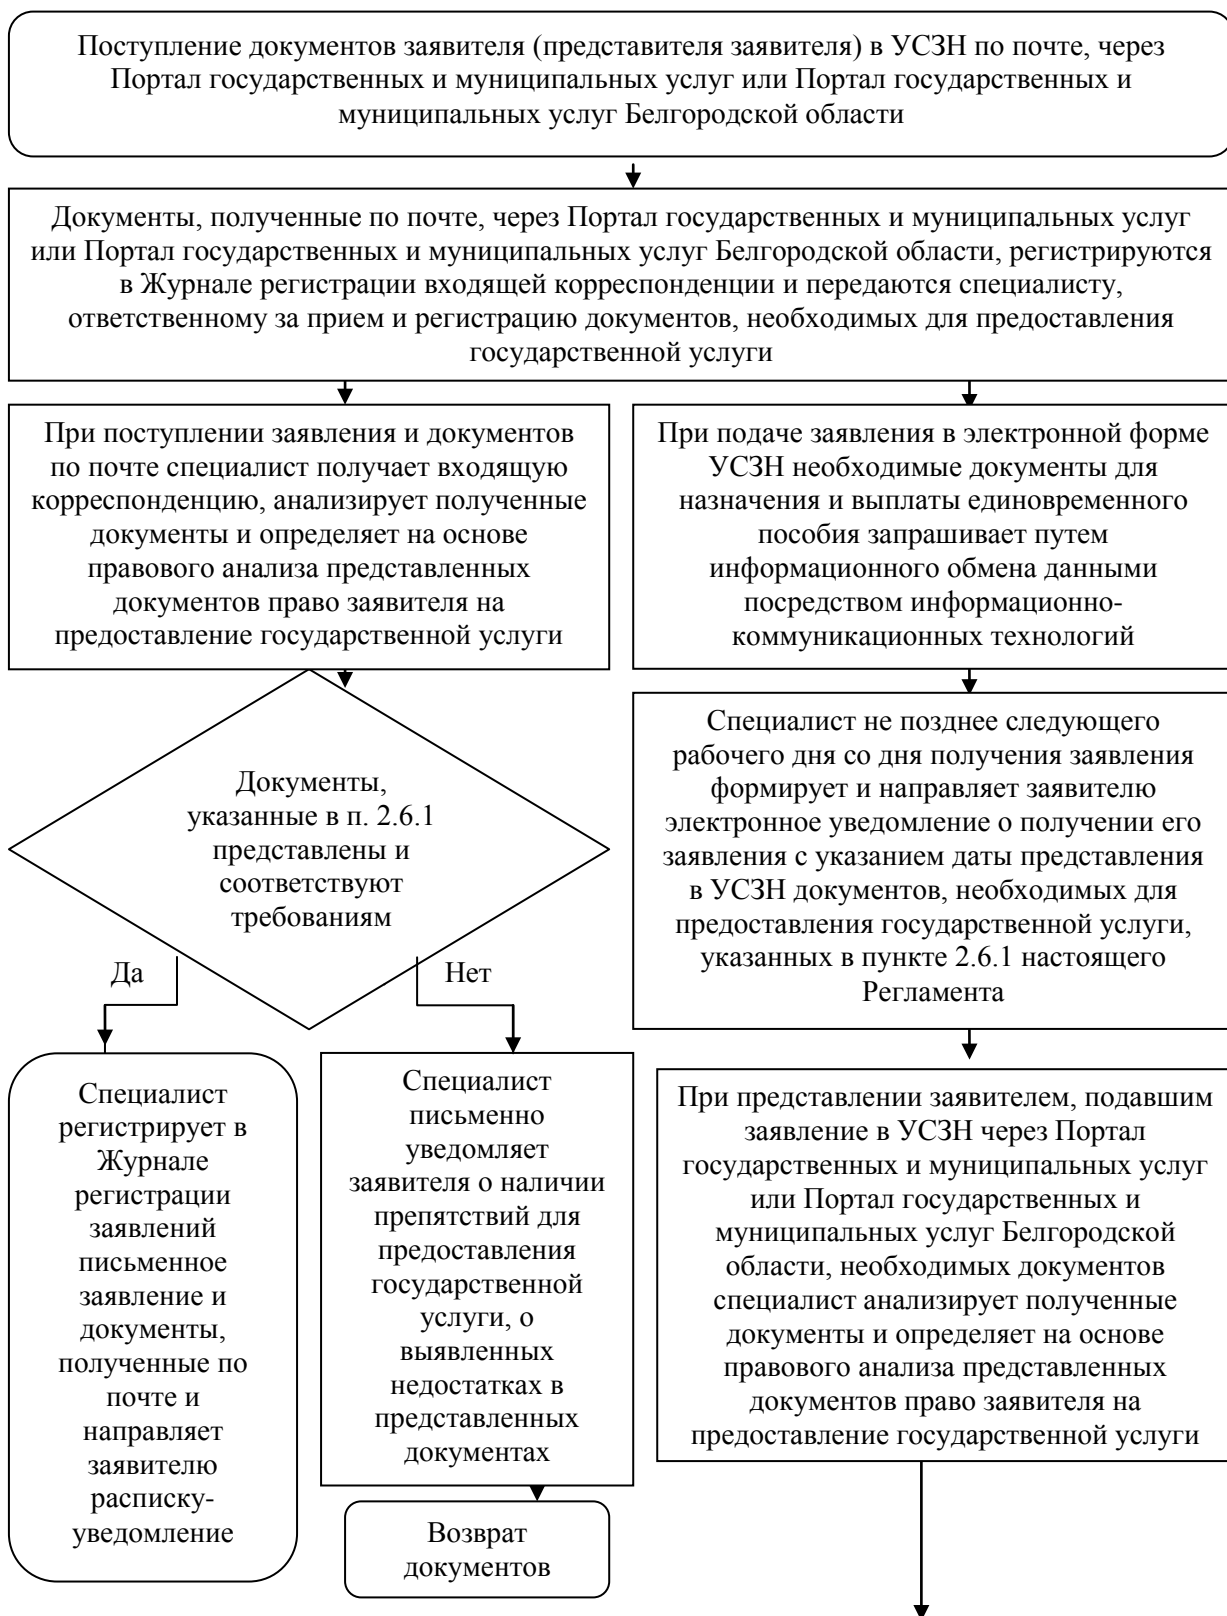 Поступление документов заявителя (представителя заявителя) в УСЗН по почте, через
Портал государственных и муниципальных услуг или Портал государственных и
муниципальных услуг Белгородской области
Документы, полученные по почте, через Портал государственных и муниципальных услуг
или Портал государственных и муниципальных услуг Белгородской области, регистрируются
в Журнале регистрации входящей корреспонденции и передаются специалисту,
ответственному за прием и регистрацию документов, необходимых для предоставления
государственной услуги
При поступлении заявления и документов
по почте специалист получает входящую
корреспонденцию, анализирует полученные
документы и определяет на основе
правового анализа представленных
документов право заявителя на
предоставление государственной услуги
Документы,
указанные в п. 2.6.1
представлены и
соответствуют
требованиям
Да
Нет
Специалист
регистрирует в
Журнале
регистрации
заявлений
письменное
заявление и
документы,
полученные по
почте и
направляет
заявителю
расписку-
уведомление
Специалист
письменно
уведомляет
заявителя о наличии
препятствий для
предоставления
государственной
услуги, о
выявленных
недостатках в
представленных
документах
Возврат
документов
При подаче заявления в электронной форме
УСЗН необходимые документы для
назначения и выплаты единовременного
пособия запрашивает путем
информационного обмена данными
посредством информационно-
коммуникационных технологий
Специалист не позднее следующего
рабочего дня со дня получения заявления
формирует и направляет заявителю
электронное уведомление о получении его
заявления с указанием даты представления
в УСЗН документов, необходимых для
предоставления государственной услуги,
указанных в пункте 2.6.1 настоящего
Регламента
При представлении заявителем, подавшим
заявление в УСЗН через Портал
государственных и муниципальных услуг
или Портал государственных и
муниципальных услуг Белгородской
области, необходимых документов
специалист анализирует полученные
документы и определяет на основе
правового анализа представленных
документов право заявителя на
предоставление государственной услуги